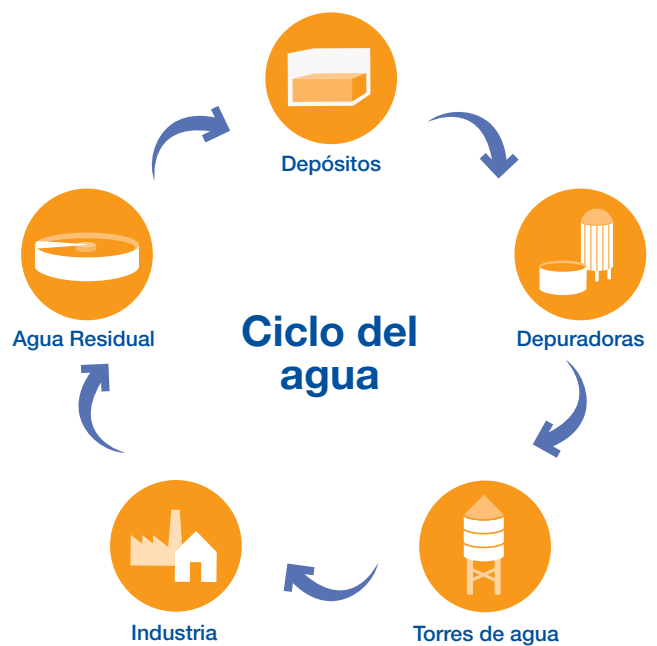 Depósitos
Agua Residual
Depuradoras
Ciclo del
agua
Industria
Torres de agua